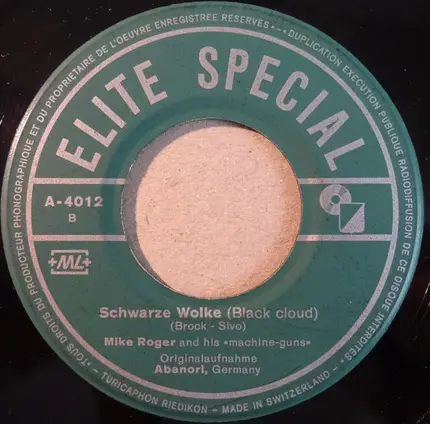 •TOUS DROITS DU PRODUCTEUR PHONOGRAPHIQUE ET DU PROPRIETAIRE DE L'OEUVRE ENREGISTREE RESERVES•
•DUPLICATION EXECUTION PUBLIQUE RADIODIFFUSION DE CE DISQUE INTERDITES•
ELITE SPECIAL
A-4012
B
+ML+
Schwarze Wolke (Black cloud)
(Brock - Sivo)
Mike Roger and his «machine-guns»
Originalaufnahme
Abanori, Germany
TURICAPHON RIEDIKON - MADE IN SWITZERLAND